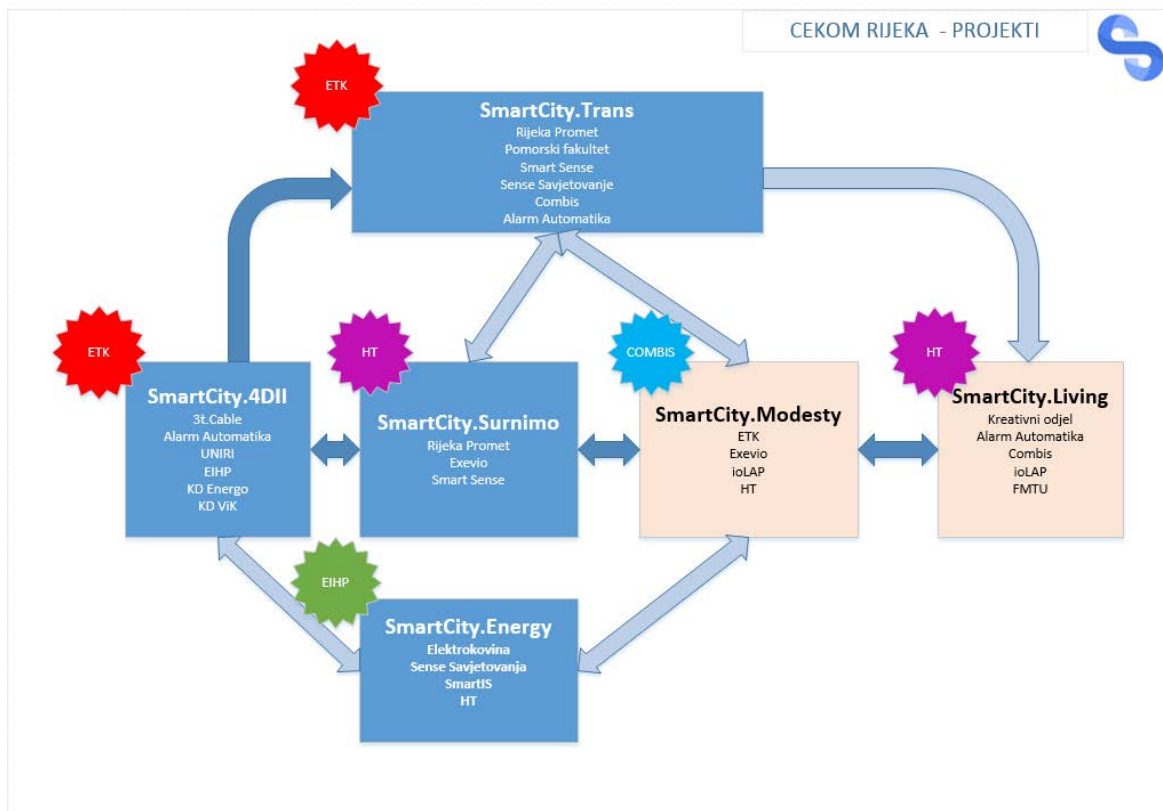 CEKOM RIJEKA - PROJEKTI
ETK
SmartCity.Trans
Rijeka Promet
Pomorski fakultet
Smart Sense
Sense Savjetovanje
Combis
Alarm Automatika
ETK
SmartCity.4DII
3t.Cable
Alarm Automatika
UNIRI
EIHP
KD Energo
KD ViK
HT
SmartCity.Surnimo
Rijeka Promet
Exevio
Smart Sense
COMBIS
SmartCity.Modesty
ETK
Exevio
ioLAP
HT
HT
SmartCity.Living
Kreativni odjel
Alarm Automatika
Combis
ioLAP
FMTU
EIHP
SmartCity.Energy
Elektrokovina
Sense Savjetovanja
SmartIS
HT